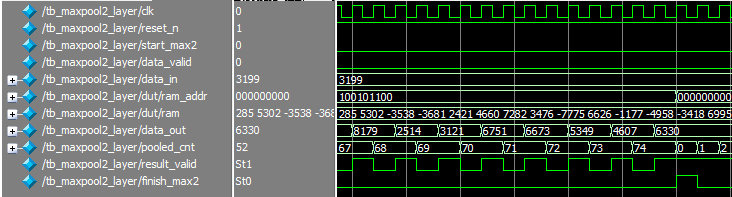 /tb_maxpool2_layer/clk 0
/tb_maxpool2_layer/reset_n 1
/tb_maxpool2_layer/start_max2 0
/tb_maxpool2_layer/data_valid 0
/tb_maxpool2_layer/data_in 3199 3199
/tb_maxpool2_layer/dut/ram_addr 000000000 100101100 000000000
/tb_maxpool2_layer/dut/ram 285 5302 -3538 -368 285 5302 -3538 -3681 2421 4660 7282 3476 -7775 6626 -1177 -4958 -3418 6995
/tb_maxpool2_layer/data_out 6330 8179 2514 3121 6751 6673 5349 4607 6330
/tb_maxpool2_layer/pooled_cnt 52 67 68 69 70 71 72 73 74 0 1 2
/tb_maxpool2_layer/result_valid St1
/tb_maxpool2_layer/finish_max2 St0